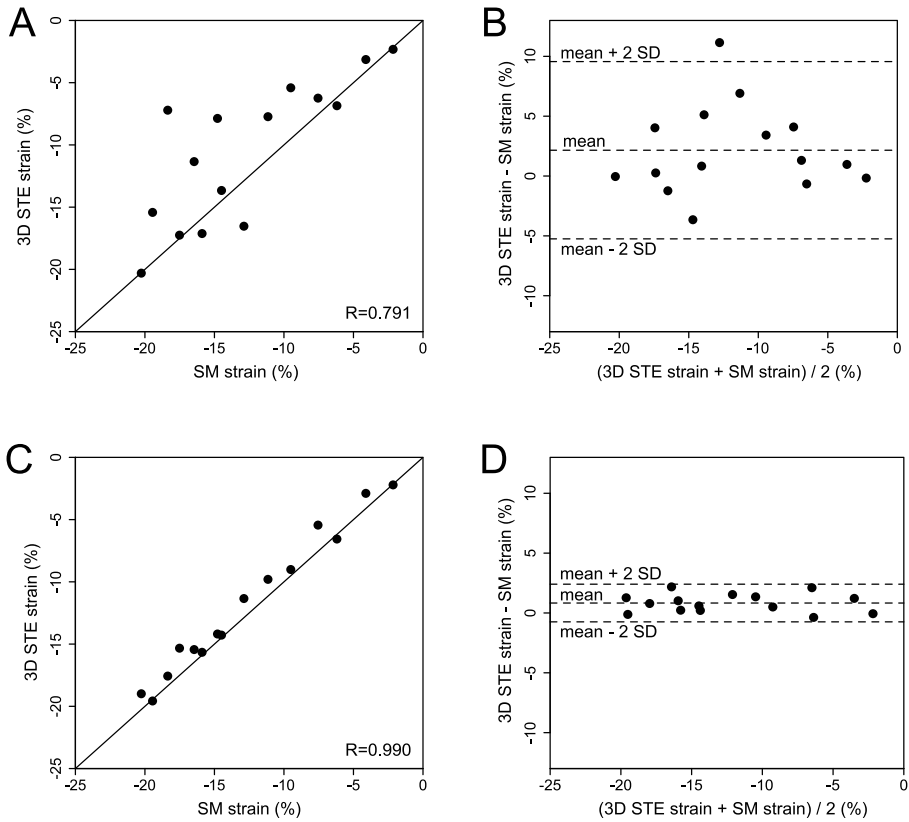 A
0
-5
-10
-15
-20
-25
3D STE strain (%)
R=0.791
-25 -20 -15 -10 -5 0
SM strain (%)
B
10
5
0
-5
-10
3D STE strain - SM strain (%)
mean + 2 SD
mean
mean - 2 SD
-25 -20 -15 -10 -5 0
(3D STE strain + SM strain) / 2 (%)
C
0
-5
-10
-15
-20
-25
3D STE strain (%)
R=0.990
-25 -20 -15 -10 -5 0
SM strain (%)
D
10
5
0
-5
-10
3D STE strain - SM strain (%)
mean + 2 SD
mean
mean - 2 SD
-25 -20 -15 -10 -5 0
(3D STE strain + SM strain) / 2 (%)